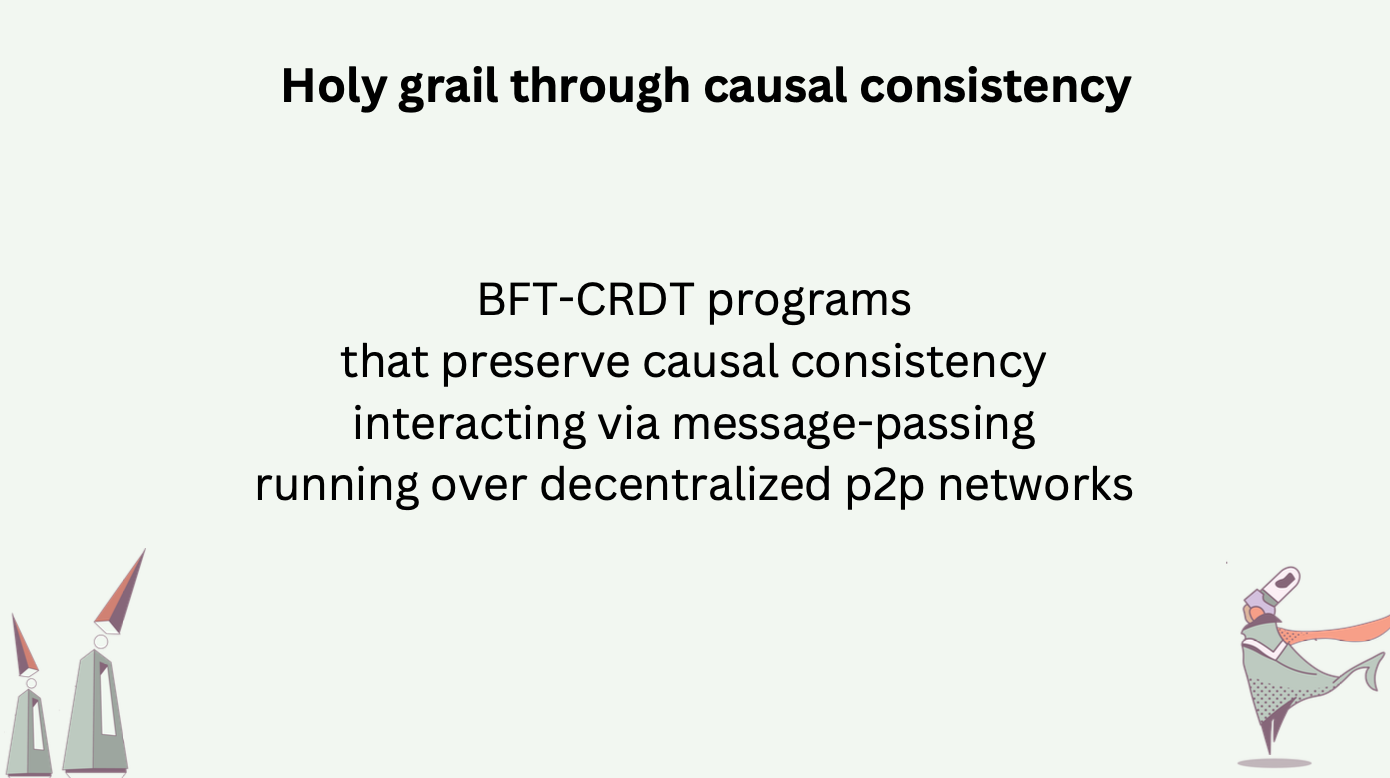 Holy grail through causal consistency
BFT-CRDT programs
that preserve causal consistency
interacting via message-passing
running over decentralized p2p networks